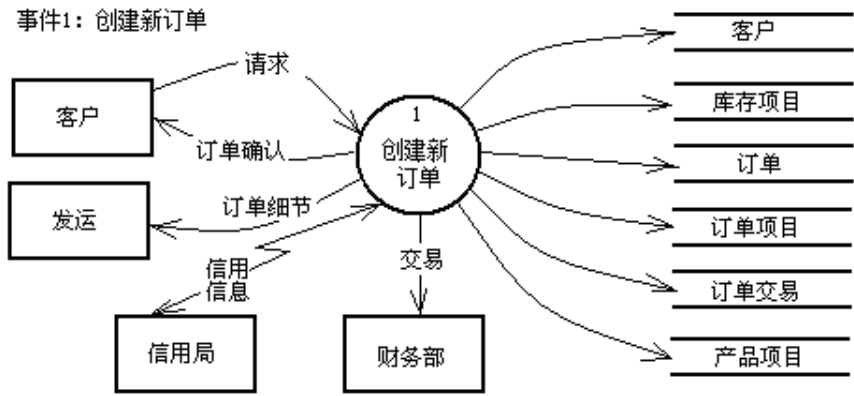 事件1：创建新订单
客户
请求
订单确认
发运
订单细节
信用
信息
信用局
1
创建新
订单
交易
财务部
客户
库存项目
订单
订单项目
订单交易
产品项目